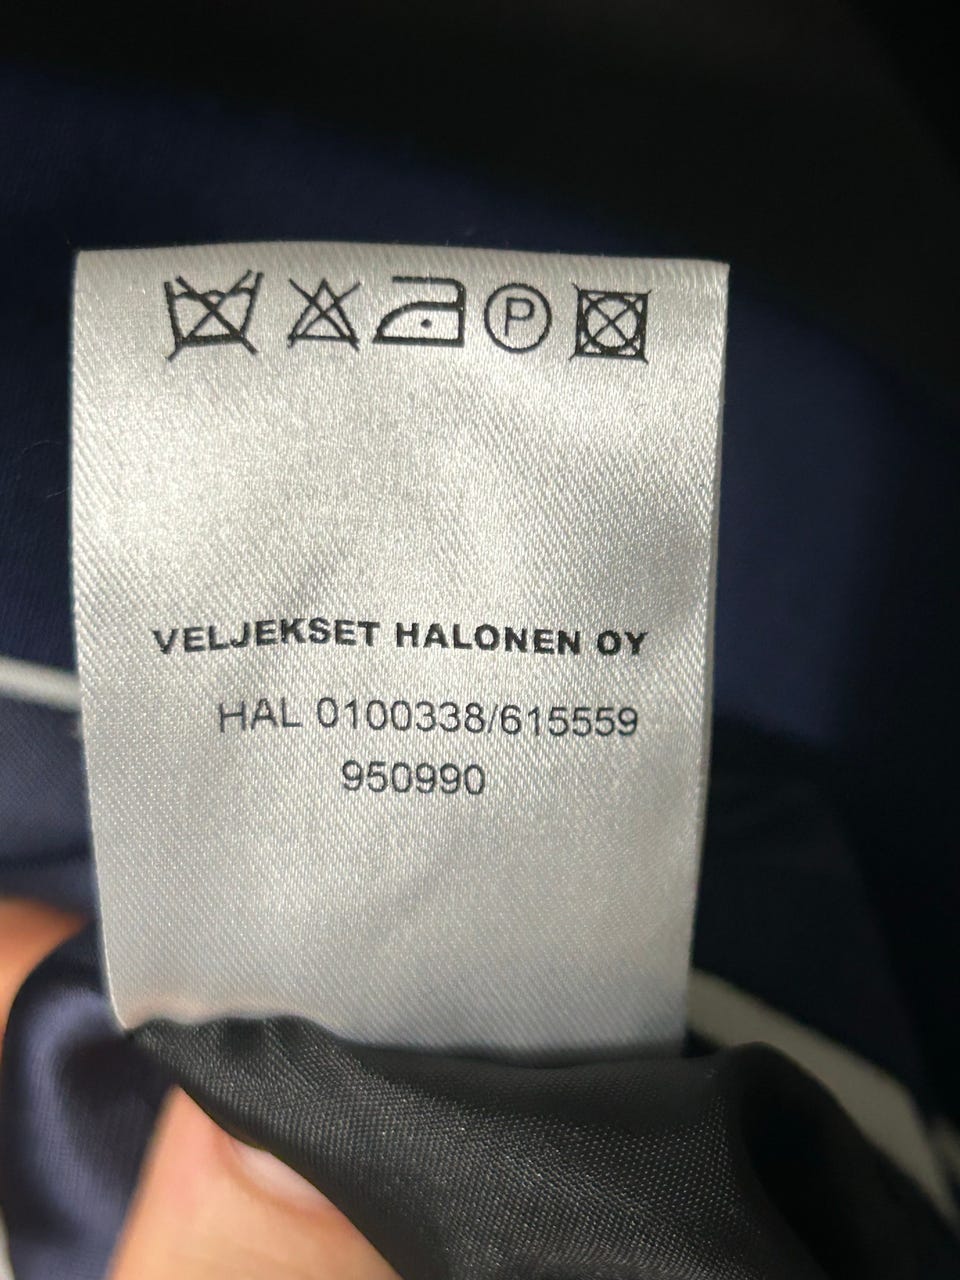 P
VELJEKSET HALONEN OY
HAL 0100338/615559
950990